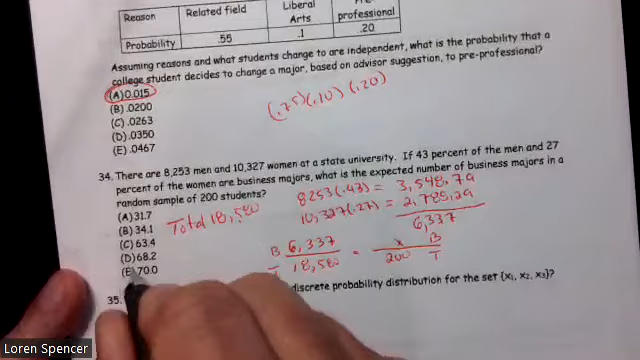 Reason Related field Liberal Arts professional
Probability .55 .1 .20
Assuming reasons and what students change to are independent, what is the probability that a
college student decides to change a major, based on advisor suggestion, to pre-professional?
(A) 0.015
(B) .0200
(C) .0263
(D) .0350
(E) .0467
(.75)(.10)(.20)
34. There are 8,253 men and 10,327 women at a state university. If 43 percent of the men and 27
percent of the women are business majors, what is the expected number of business majors in a
random sample of 200 students?
(A) 31.7
(B) 34.1
(C) 63.4
(D) 68.2
(E) 70.0
Total 18,580
8253(.43) = 3,548.79
10,327(.27) = 2,788.29
6,337
B 6,337 = x B
T 18,580 200 T
35.
discrete probability distribution for the set {x₁, x₂, x₃}?
Loren Spencer